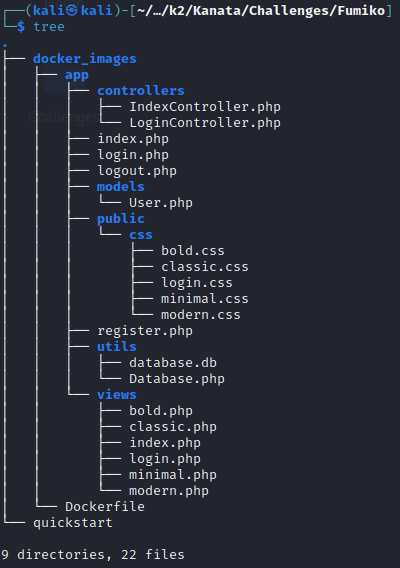 ┌──(kali㉿kali)-[~/…/k2/Kanata/Challenges/Fumiko]
└─$ tree
.
├── docker_images
│   ├── app
│   │   ├── controllers
│   │   │   ├── IndexController.php
│   │   │   └── LoginController.php
│   │   ├── index.php
│   │   ├── login.php
│   │   ├── logout.php
│   │   ├── models
│   │   │   └── User.php
│   │   ├── public
│   │   │   └── css
│   │   │       ├── bold.css
│   │   │       ├── classic.css
│   │   │       ├── login.css
│   │   │       ├── minimal.css
│   │   │       └── modern.css
│   │   ├── register.php
│   │   ├── utils
│   │   │   ├── database.db
│   │   │   └── Database.php
│   │   └── views
│   │       ├── bold.php
│   │       ├── classic.php
│   │       ├── index.php
│   │       ├── login.php
│   │       ├── minimal.php
│   │       └── modern.php
│   └── Dockerfile
└── quickstart

9 directories, 22 files